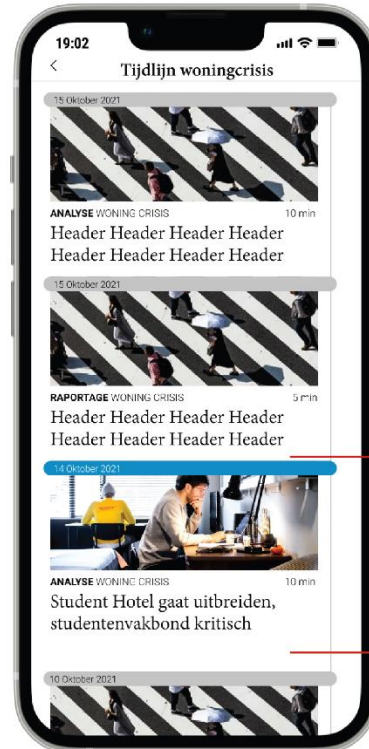 19:02
Tijdlijn woningcrisis
15 Oktober 2021
ANALYSE WONING CRISIS 10 min
Header Header Header Header
Header Header Header Header
15 Oktober 2021
RAPORTAGE WONING CRISIS 5 min
Header Header Header Header
Header Header Header Header
14 Oktober 2021
ANALYSE WONING CRISIS 10 min
Student Hotel gaat uitbreiden,
studentenvakbond kritisch
10 Oktober 2021